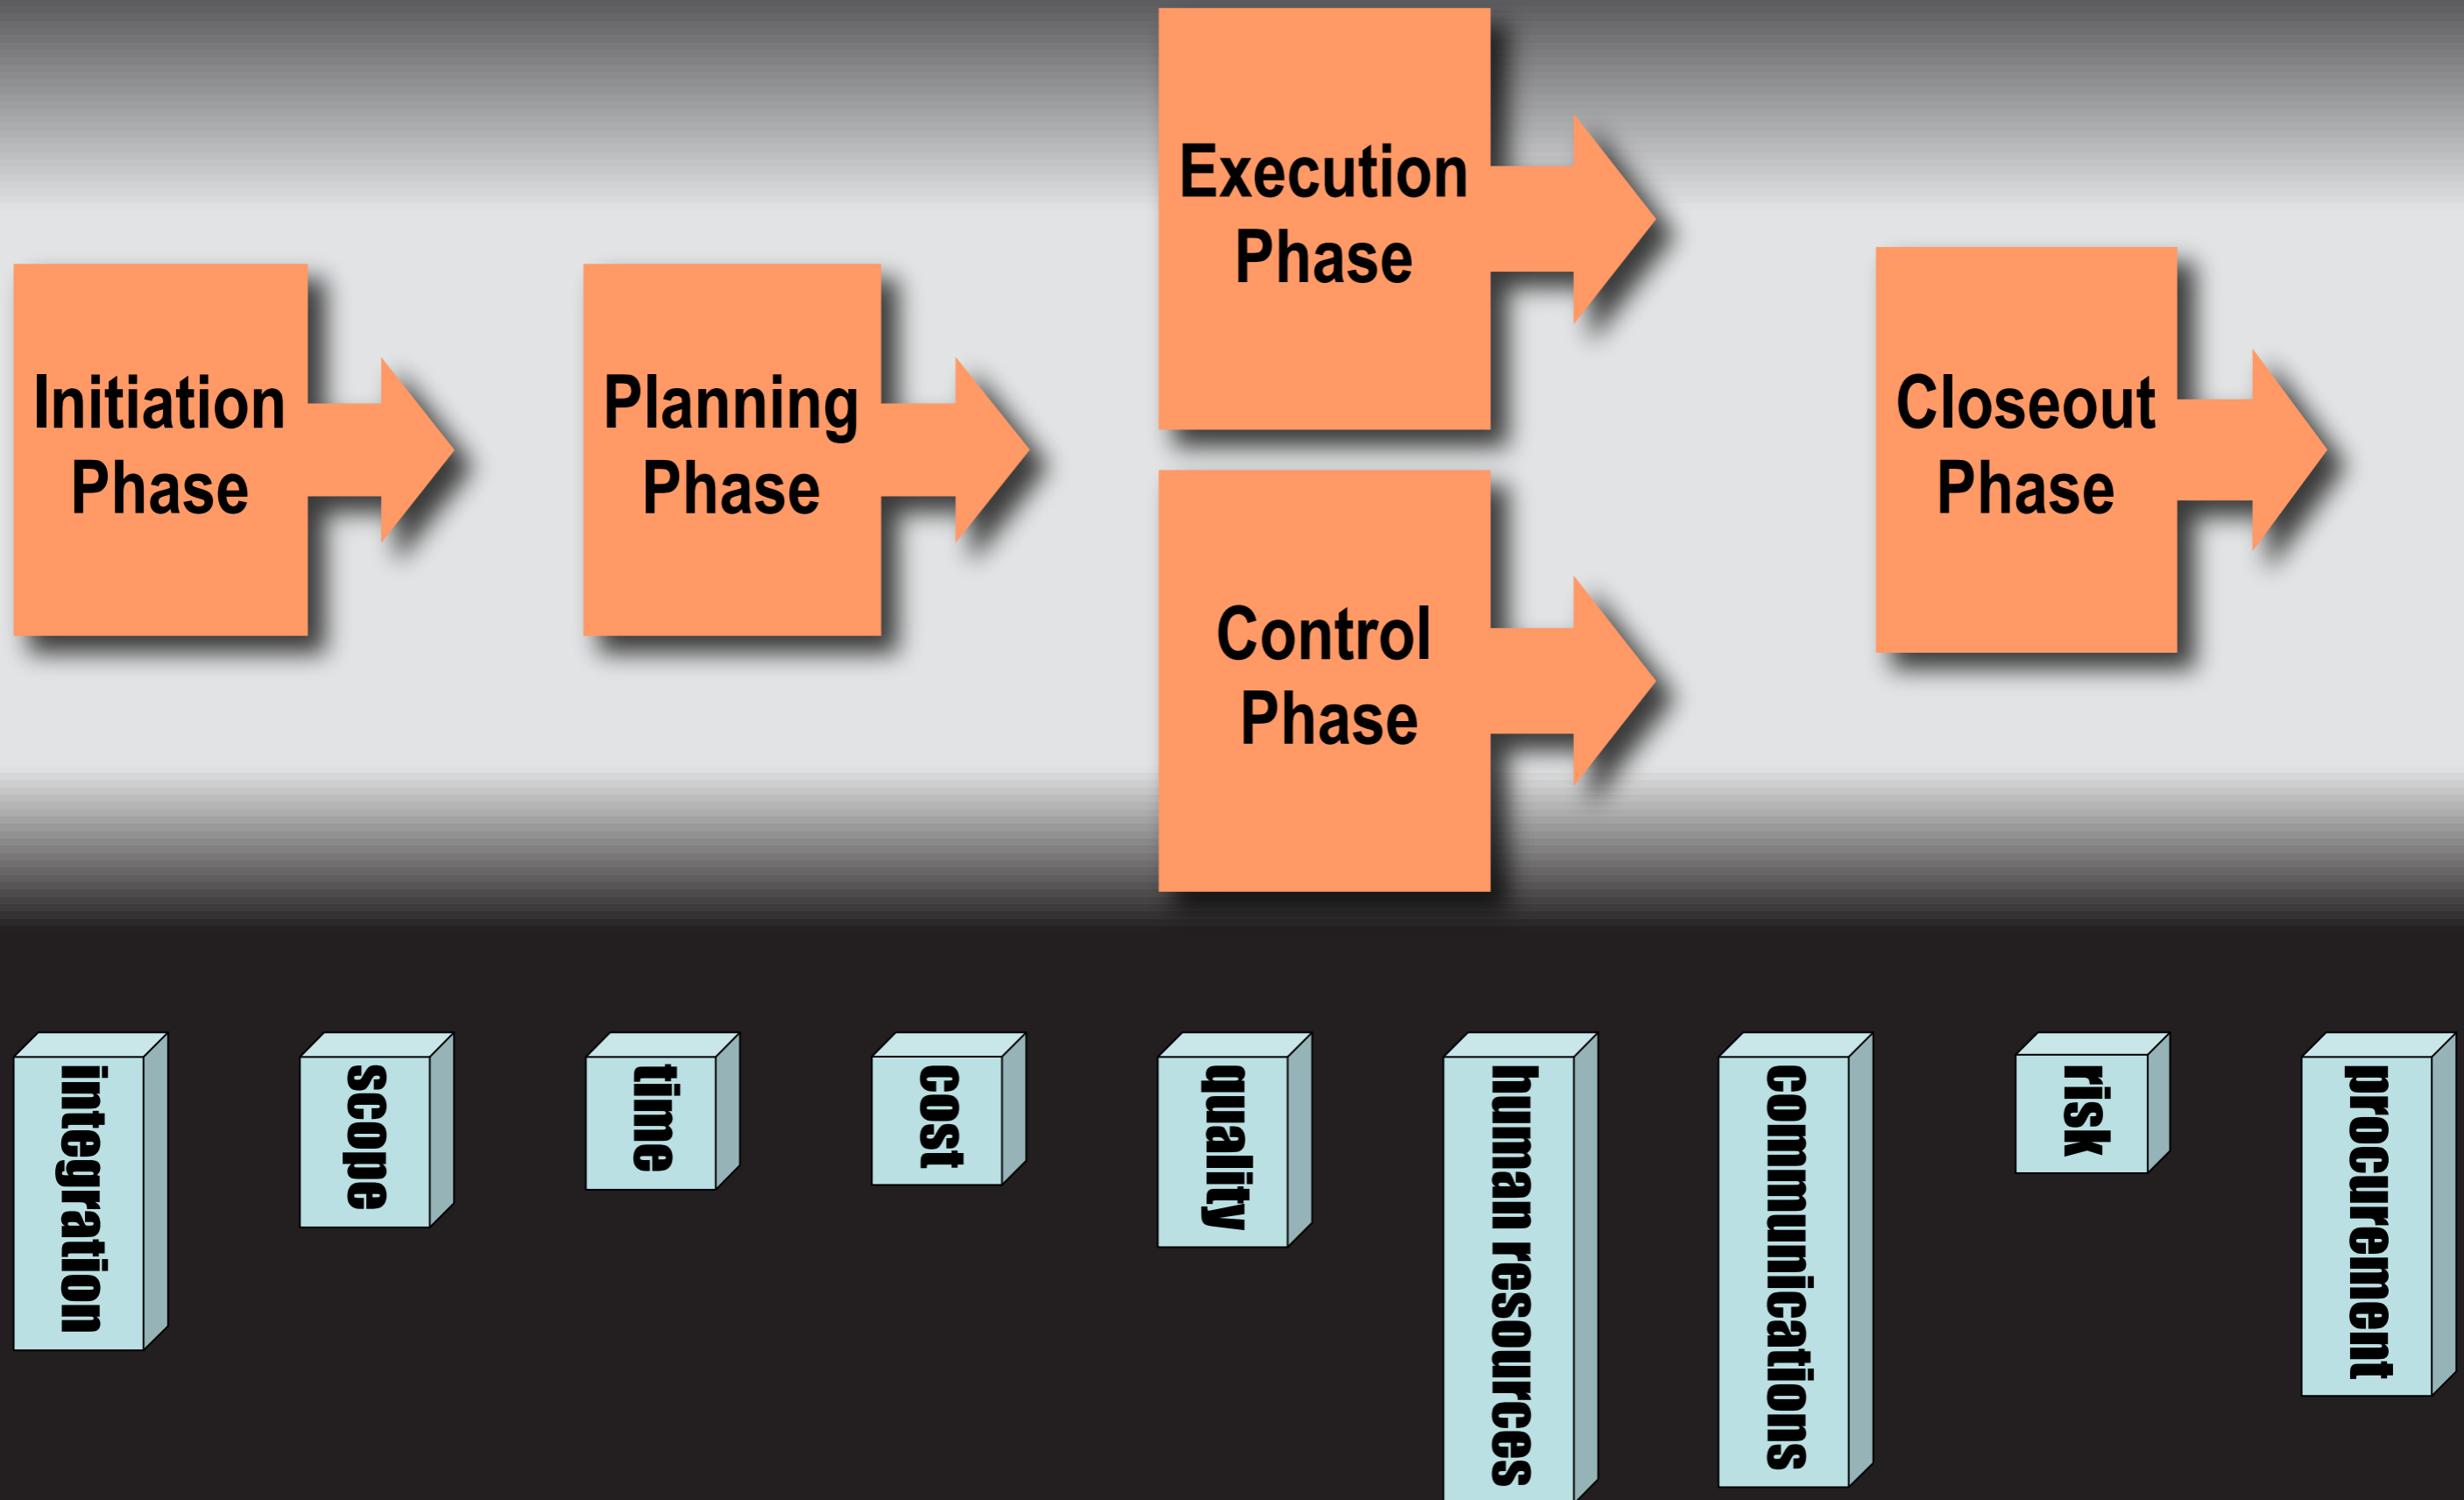 Initiation
Phase
Planning
Phase
Execution
Phase
Control
Phase
Closeout
Phase
integration
scope
time
cost
quality
human resources
communications
risk
procurement